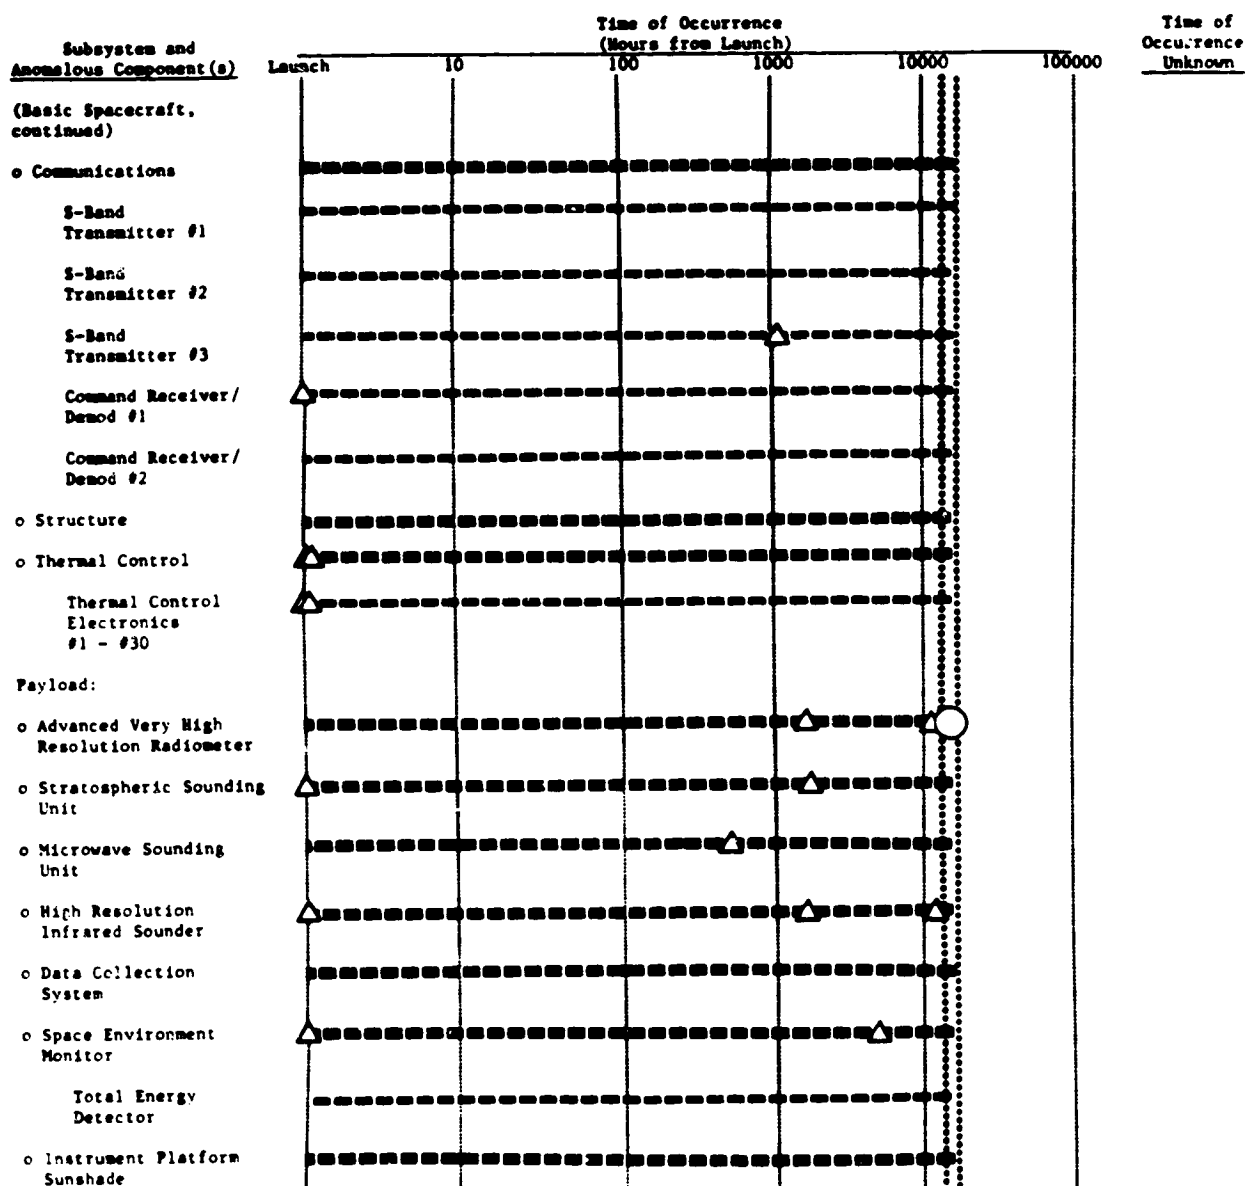 Time of Occurrence
(Hours from Launch)
Time of
Occurrence
Unknown
Subsystem and
Anomalous Component(s)
Launch 10 100 1000 10000 100000
(Basic Spacecraft,
continued)
o Communications
S-Band
Transmitter #1
S-Band
Transmitter #2
S-Band
Transmitter #3
Command Receiver/
Demod #1
Command Receiver/
Demod #2
o Structure
o Thermal Control
Thermal Control
Electronics
#1 - #30
Payload:
o Advanced Very High
Resolution Radiometer
o Stratospheric Sounding
Unit
o Microwave Sounding
Unit
o High Resolution
Infrared Sounder
o Data Collection
System
o Space Environment
Monitor
Total Energy
Detector
o Instrument Platform
Sunshade